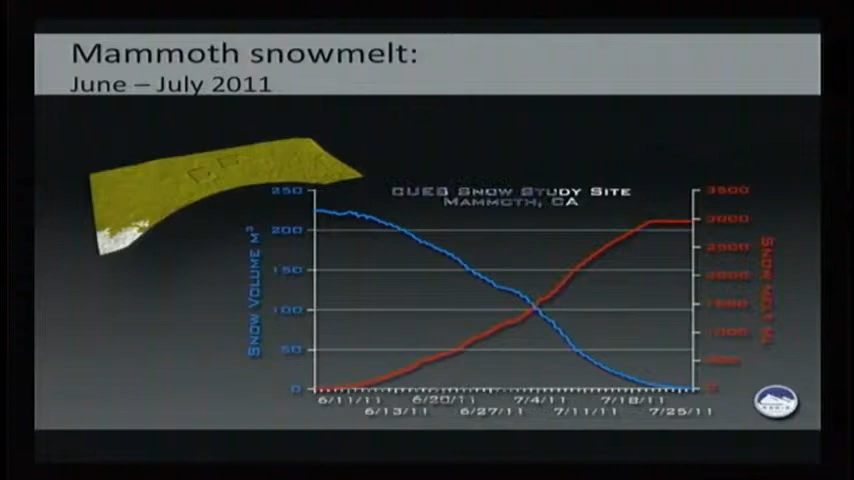 Mammoth snowmelt:
June – July 2011
CUES Snow Study Site
Mammoth, CA
250
200
150
100
50
0
Snow Volume m³
3500
3000
2500
2000
1500
1000
500
0
Snow Melt
6/11/11 6/20/11 7/4/11 7/18/11
6/13/11 6/27/11 7/11/11 7/25/11